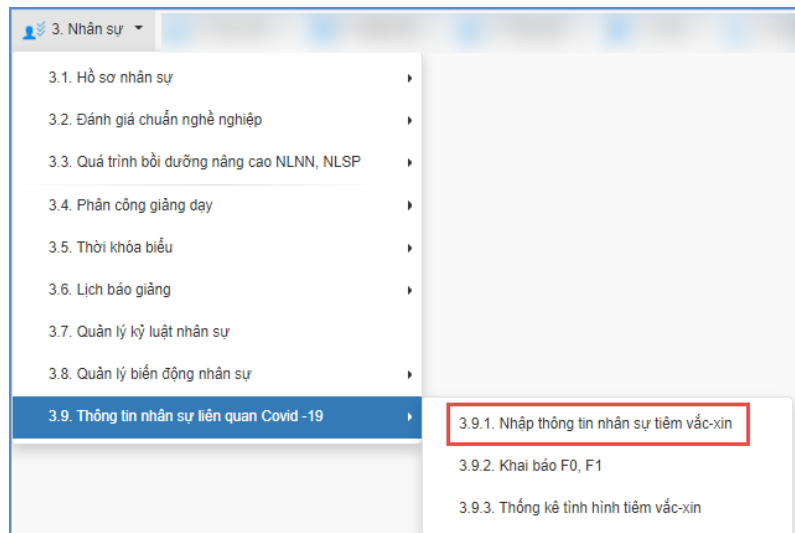 3. Nhân sự
3.1. Hồ sơ nhân sự
3.2. Đánh giá chuẩn nghề nghiệp
3.3. Quá trình bồi dưỡng nâng cao NLNN, NLSP
3.4. Phân công giảng dạy
3.5. Thời khóa biểu
3.6. Lịch báo giảng
3.7. Quản lý kỷ luật nhân sự
3.8. Quản lý biến động nhân sự
3.9. Thông tin nhân sự liên quan Covid -19
3.9.1. Nhập thông tin nhân sự tiêm vắc-xin
3.9.2. Khai báo F0, F1
3.9.3. Thống kê tình hình tiêm vắc-xin